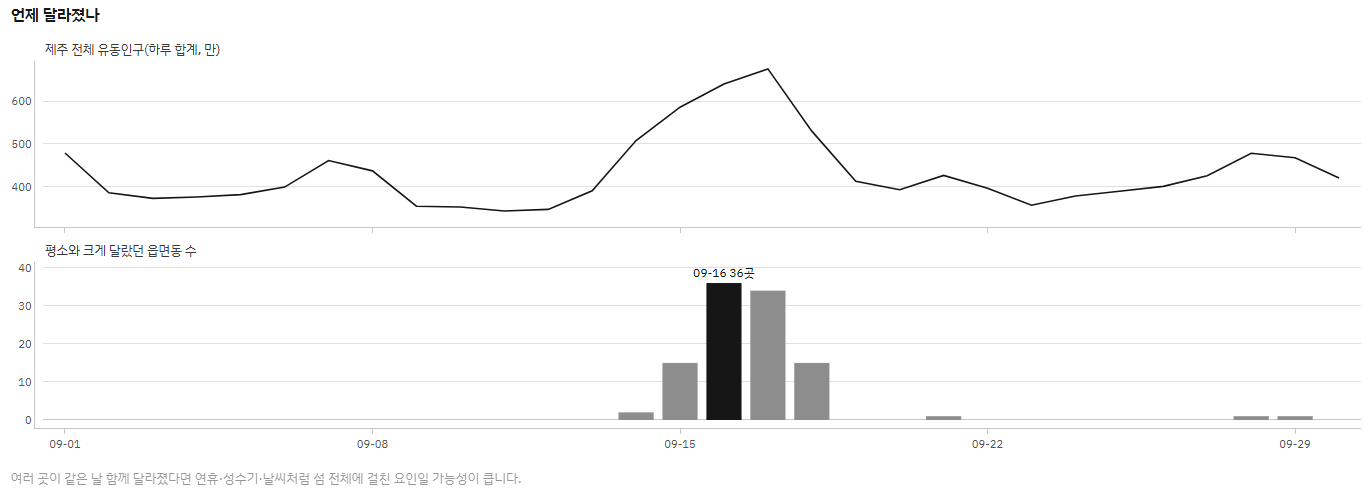 언제 달라졌나
제주 전체 유동인구(하루 합계, 만)
600
500
400
평소와 크게 달랐던 읍면동 수
40
09-16 36곳
30
20
10
0
09-01 09-08 09-15 09-22 09-29
여러 곳이 같은 날 함께 달라졌다면 연휴·성수기·날씨처럼 섬 전체에 걸친 요인일 가능성이 큽니다.